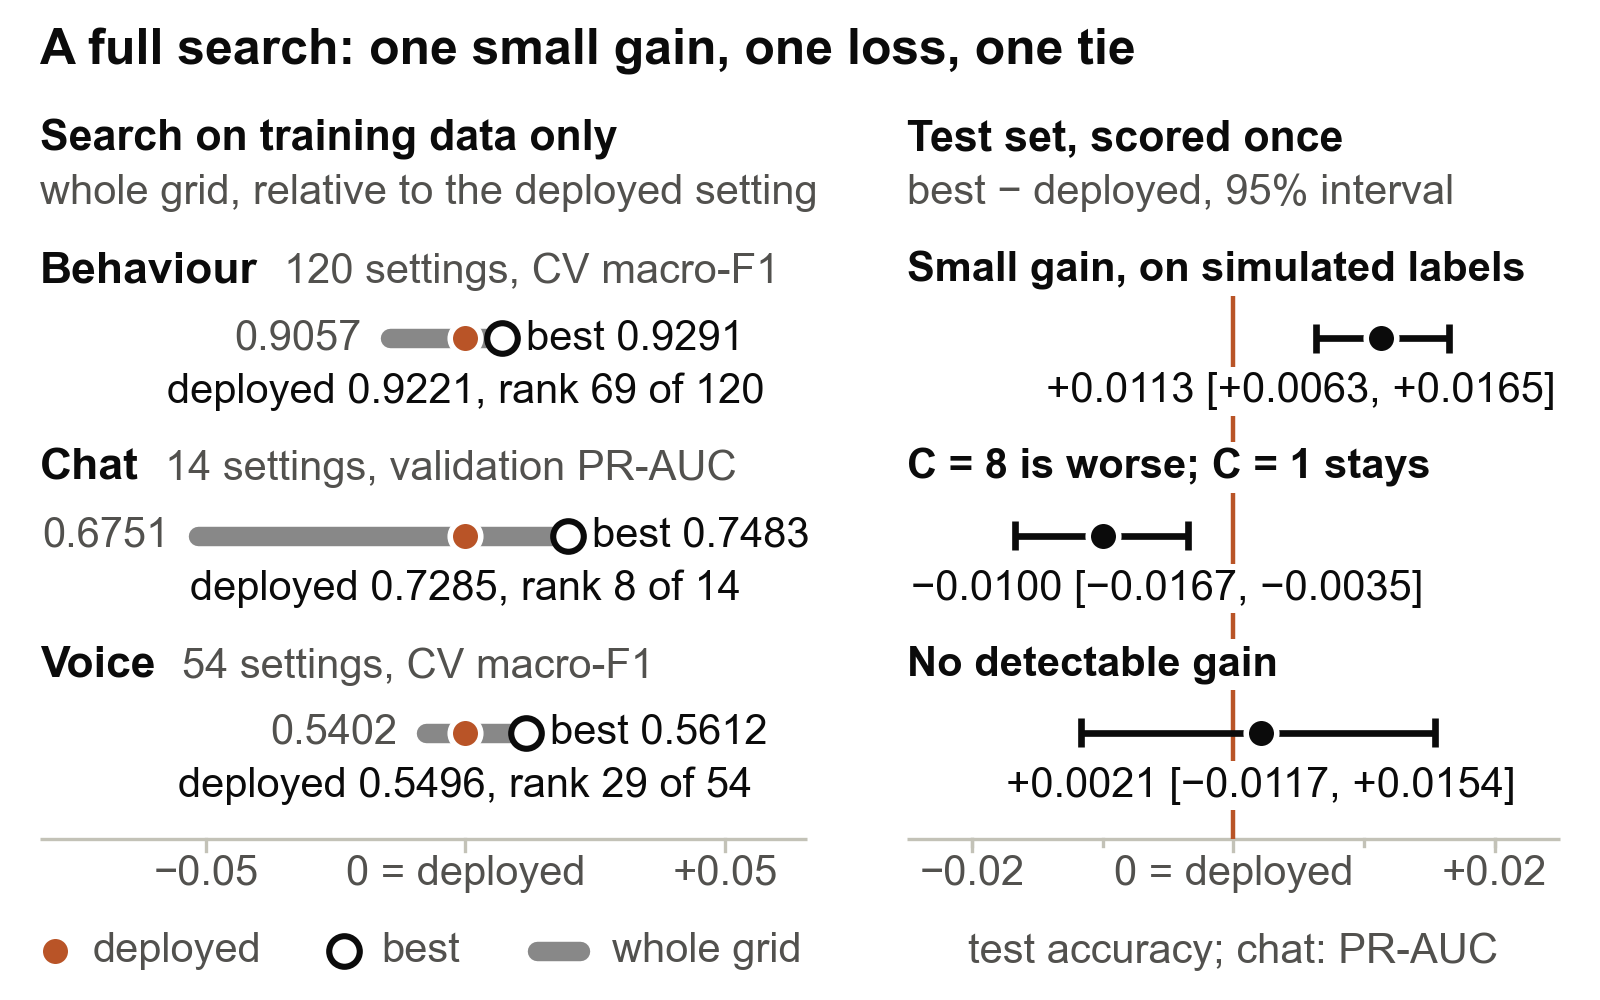 A full search: one small gain, one loss, one tie
Search on training data only
whole grid, relative to the deployed setting
Behaviour 120 settings, CV macro-F1
0.9057 best 0.9291
deployed 0.9221, rank 69 of 120
Chat 14 settings, validation PR-AUC
0.6751 best 0.7483
deployed 0.7285, rank 8 of 14
Voice 54 settings, CV macro-F1
0.5402 best 0.5612
deployed 0.5496, rank 29 of 54
−0.05 0 = deployed +0.05
deployed best whole grid
Test set, scored once
best − deployed, 95% interval
Small gain, on simulated labels
+0.0113 [+0.0063, +0.0165]
C = 8 is worse; C = 1 stays
−0.0100 [−0.0167, −0.0035]
No detectable gain
+0.0021 [−0.0117, +0.0154]
−0.02 0 = deployed +0.02
test accuracy; chat: PR-AUC